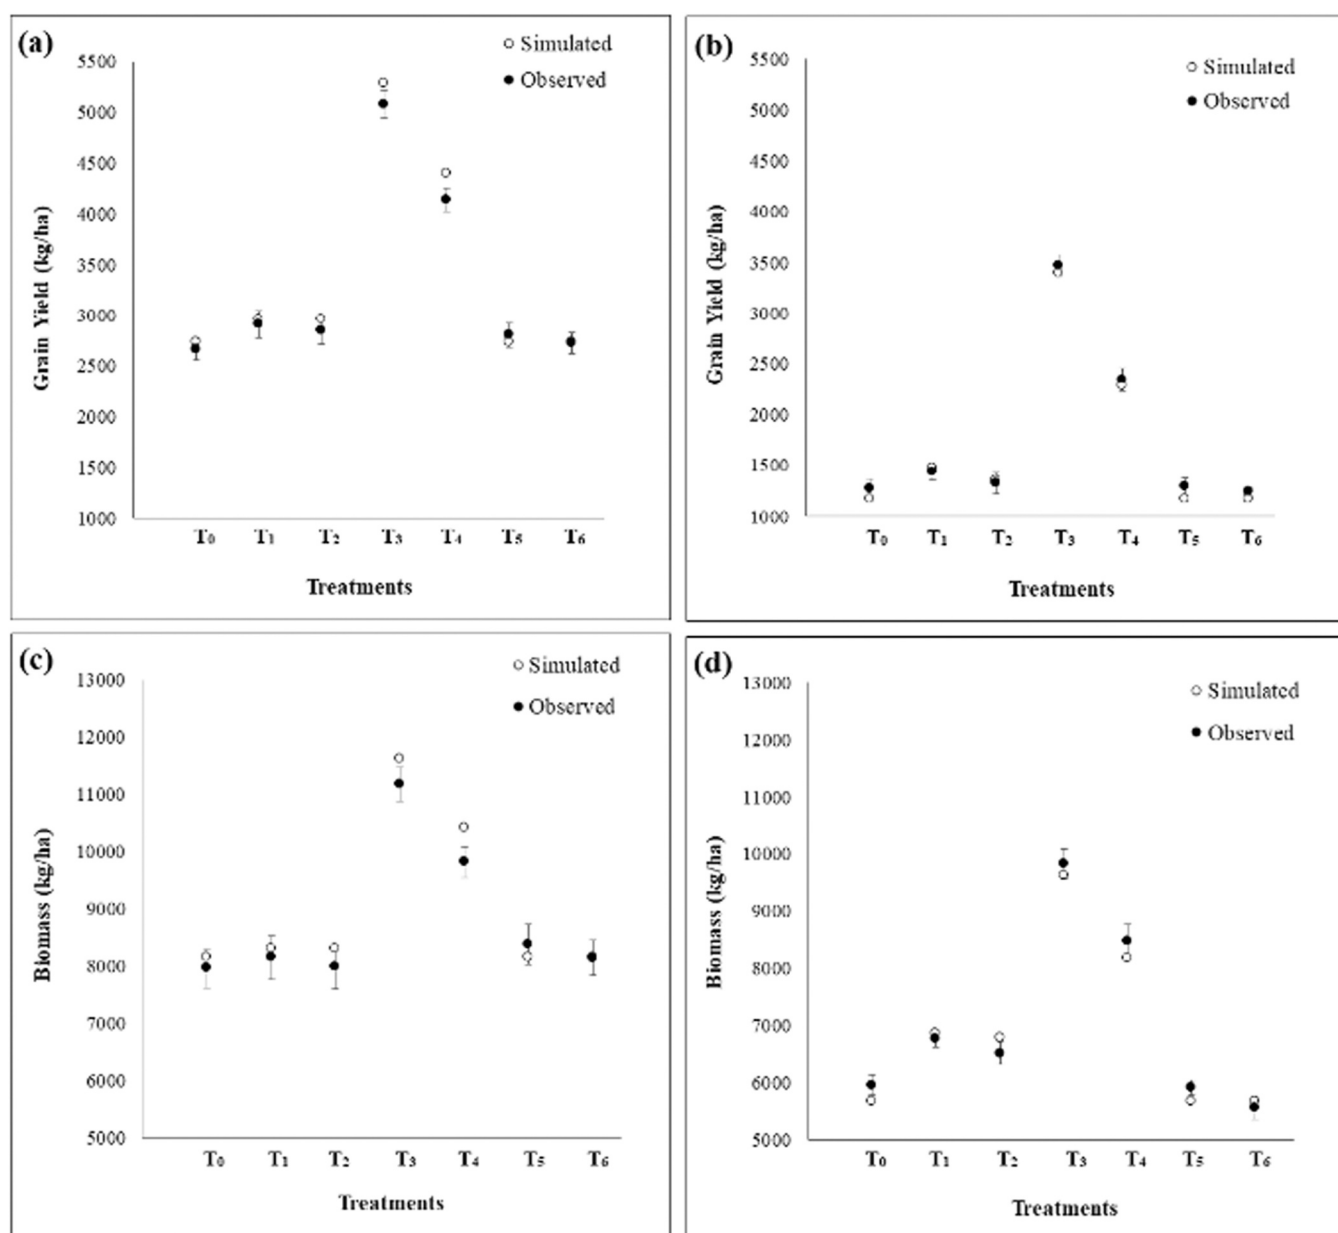 (a)
Simulated
Observed
5500
5000
4500
4000
3500
3000
2500
2000
1500
1000
Grain Yield (kg/ha)
T₀ T₁ T₂ T₃ T₄ T₅ T₆
Treatments
(b)
Simulated
Observed
5500
5000
4500
4000
3500
3000
2500
2000
1500
1000
Grain Yield (kg/ha)
T₀ T₁ T₂ T₃ T₄ T₅ T₆
Treatments
(c)
Simulated
Observed
13000
12000
11000
10000
9000
8000
7000
6000
5000
Biomass (kg/ha)
T₀ T₁ T₂ T₃ T₄ T₅ T₆
Treatments
(d)
Simulated
Observed
13000
12000
11000
10000
9000
8000
7000
6000
5000
Biomass (kg/ha)
T₀ T₁ T₂ T₃ T₄ T₅ T₆
Treatments